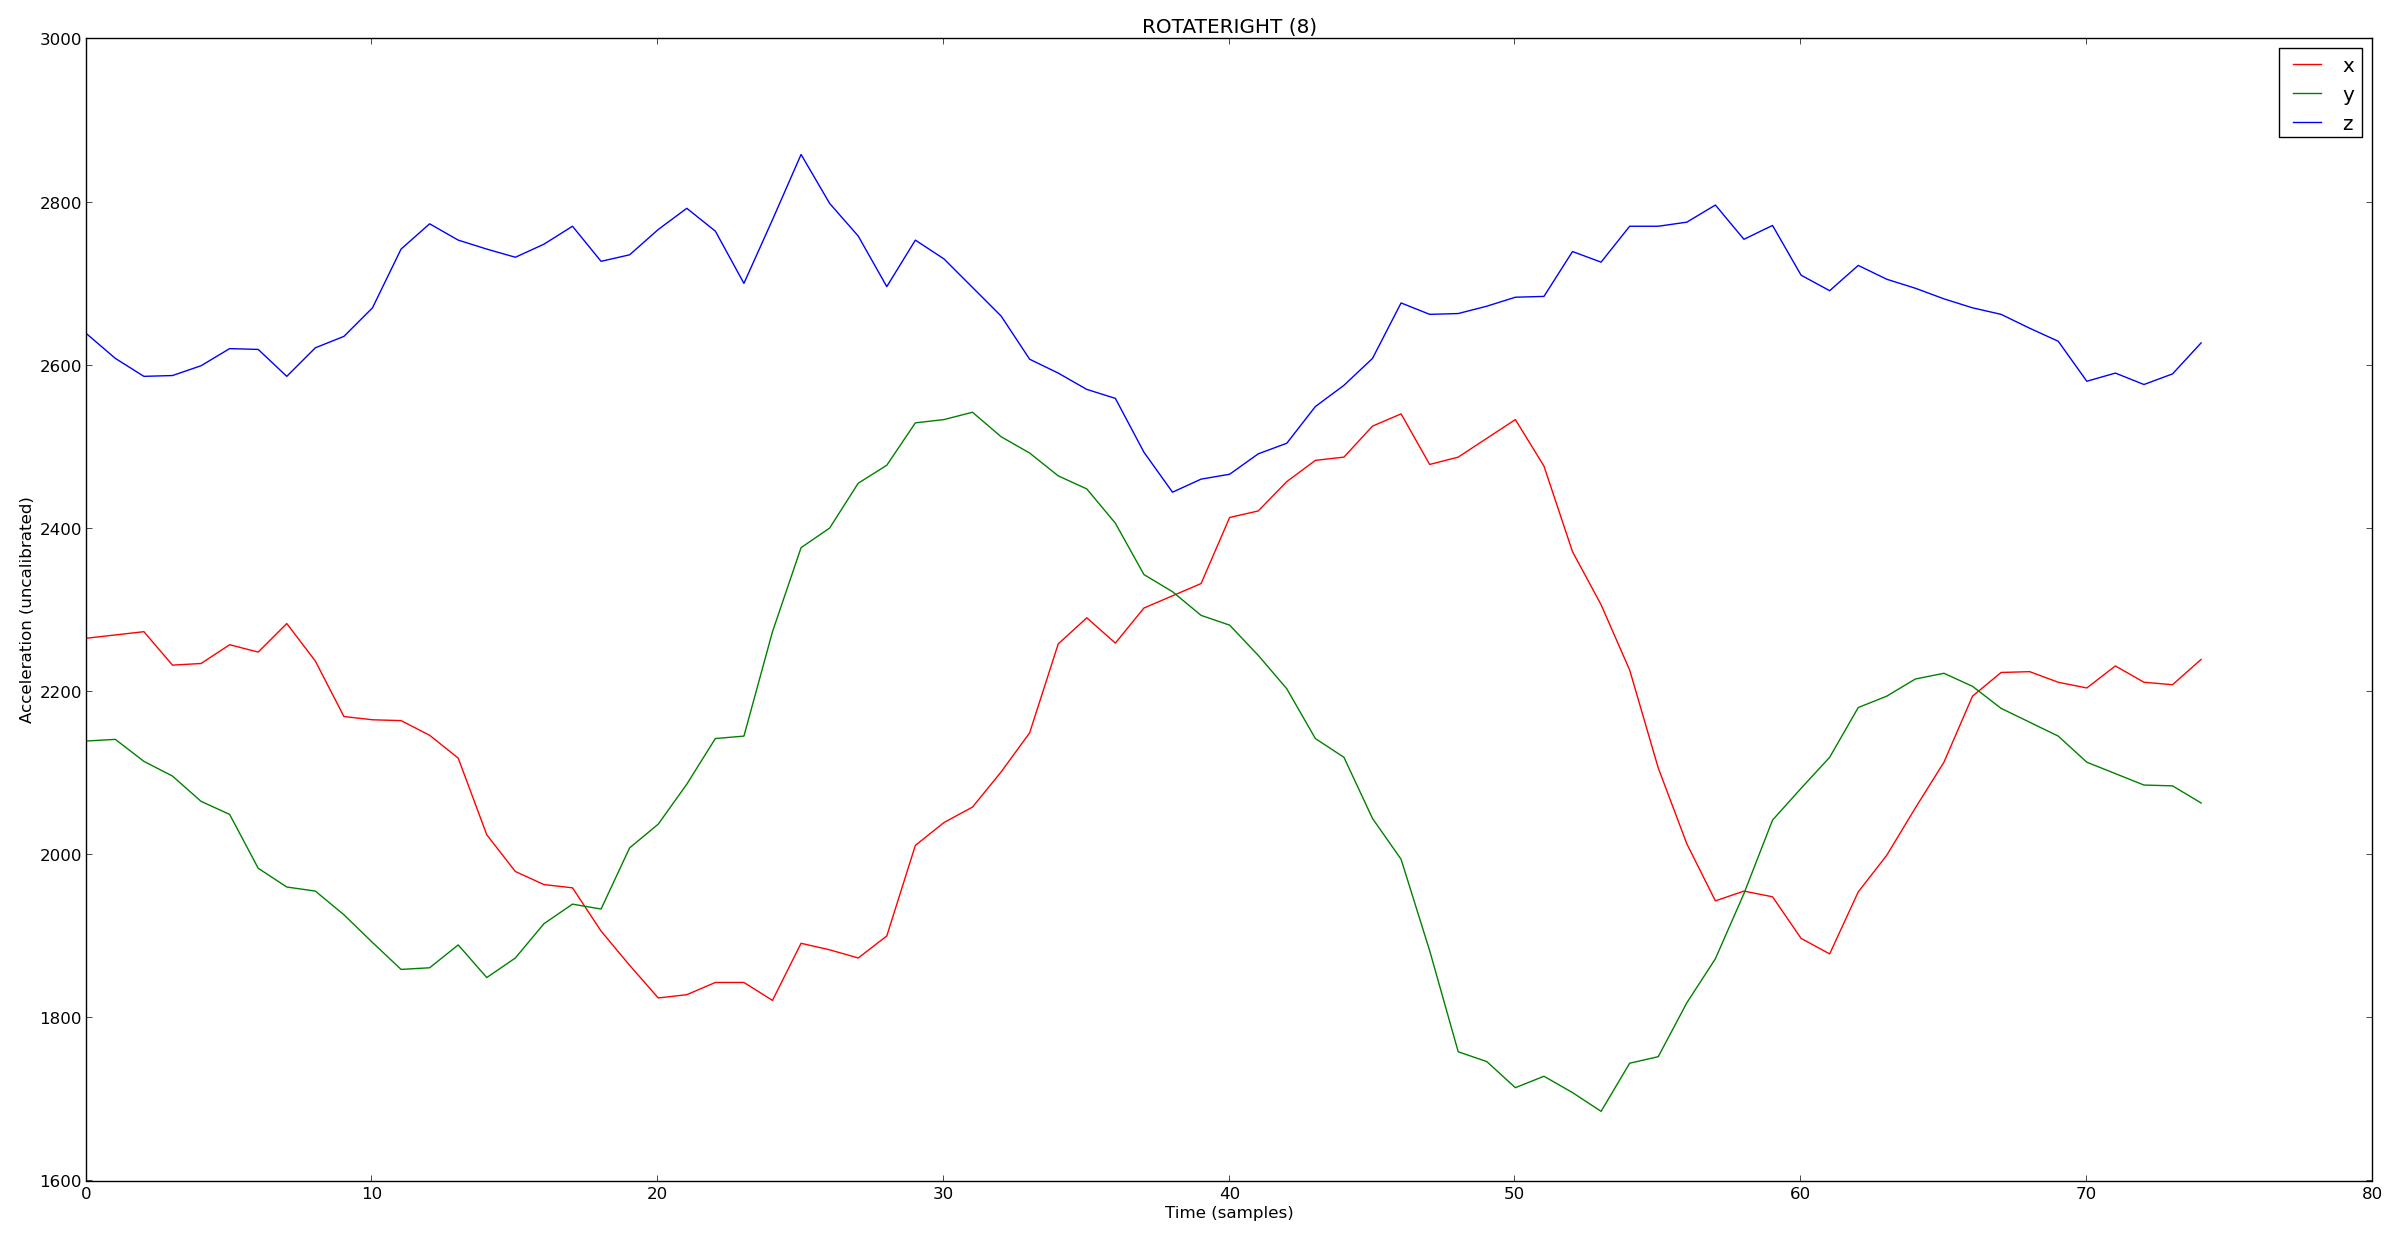 ROTATERIGHT (8)
x
y
z
3000
2800
2600
2400
2200
2000
1800
1600
Acceleration (uncalibrated)
0 10 20 30 40 50 60 70 80
Time (samples)